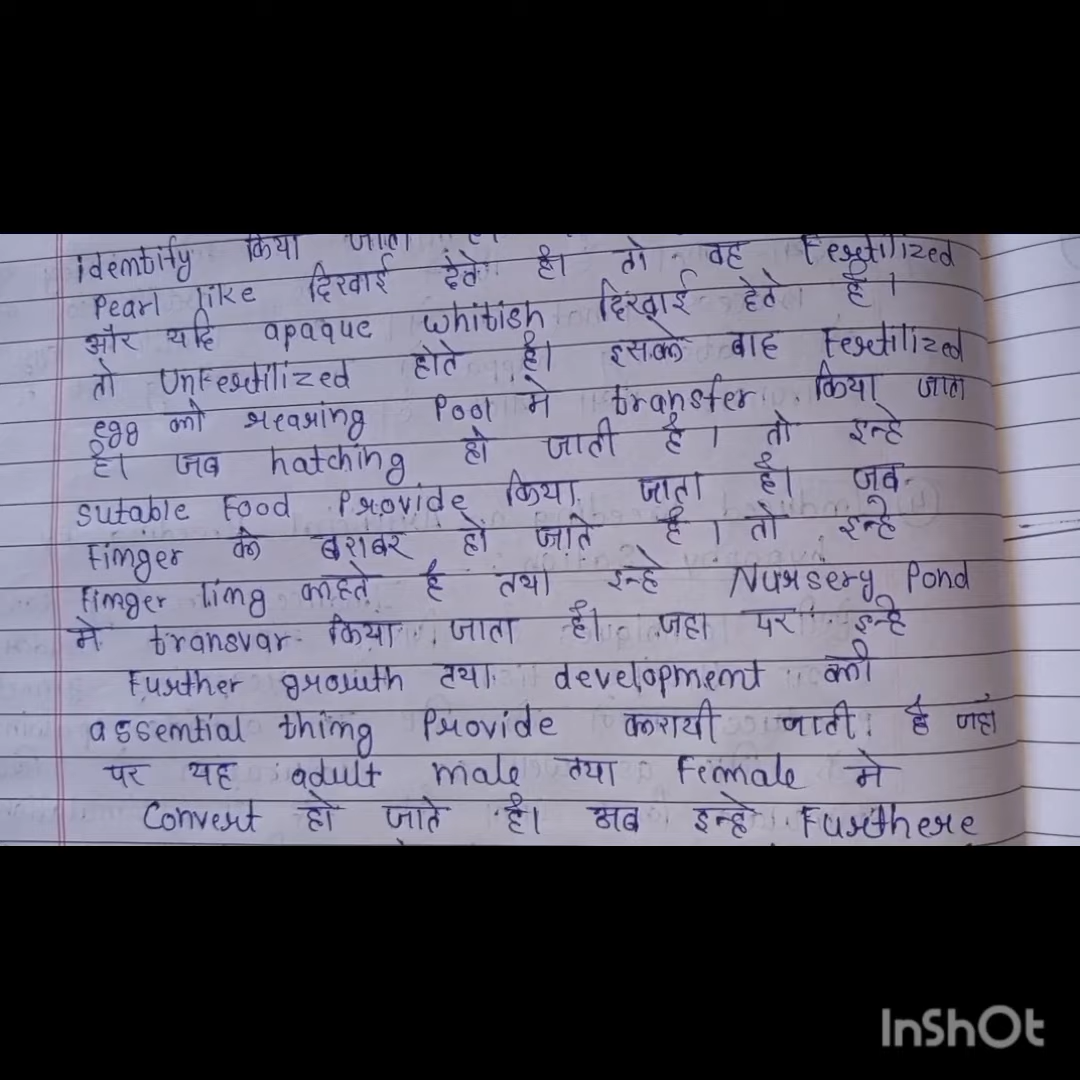 identify किया जाता है।
Pearl like दिखाई देते है। तो वह Fertilized
और यदि apaque whitish दिखाई देते है।
तो Unfertilized होते है। इसके बाद Fertilized
egg को rearing Pool मे transfer किया जाता
है। जब hatching हो जाती है। तो इन्हे
sutable Food Provide किया जाता है। जब
Finger के बराबर हो जाते है। तो इन्हे
Finger ling कहते है तथा इन्हे Nursery Pond
मे transvar किया जाता है। जहा पर इन्हे
Further growth तथा development की
assential thing Provide करायी जाती है जहाँ
पर यह adult male तथा Female मे
Convert हो जाते है। अब इन्हे Furthere
InShOt